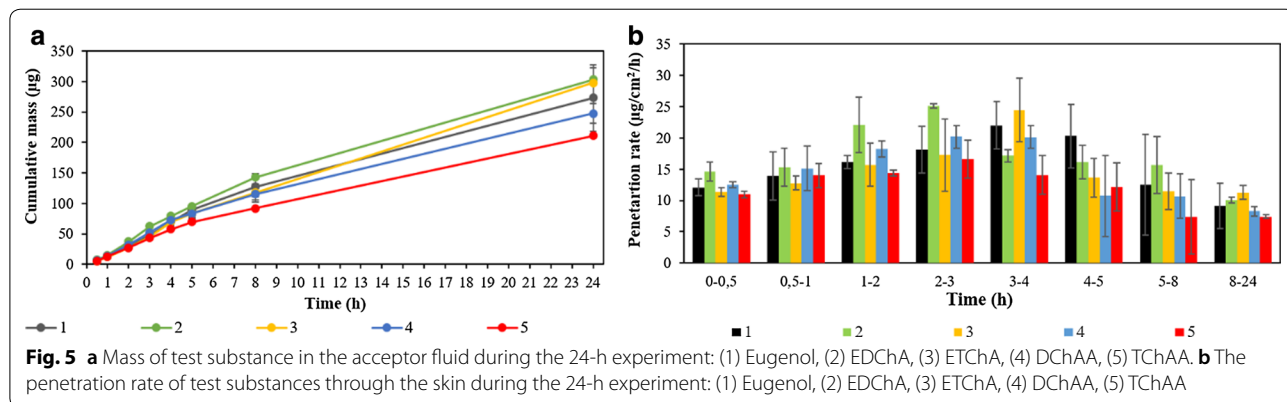 a
Cumulative mass (µg)
350
300
250
200
150
100
50
0
0 1 2 3 4 5 6 7 8 9 10 11 12 13 14 15 16 17 18 19 20 21 22 23 24
Time (h)
1 2 3 4 5
b
Penetartion rate (µg/cm²/h)
35
30
25
20
15
10
5
0
0-0,5 0,5-1 1-2 2-3 3-4 4-5 5-8 8-24
Time (h)
1 2 3 4 5
Fig. 5 a Mass of test substance in the acceptor fluid during the 24-h experiment: (1) Eugenol, (2) EDChA, (3) ETChA, (4) DChAA, (5) TChAA. b The
penetration rate of test substances through the skin during the 24-h experiment: (1) Eugenol, (2) EDChA, (3) ETChA, (4) DChAA, (5) TChAA